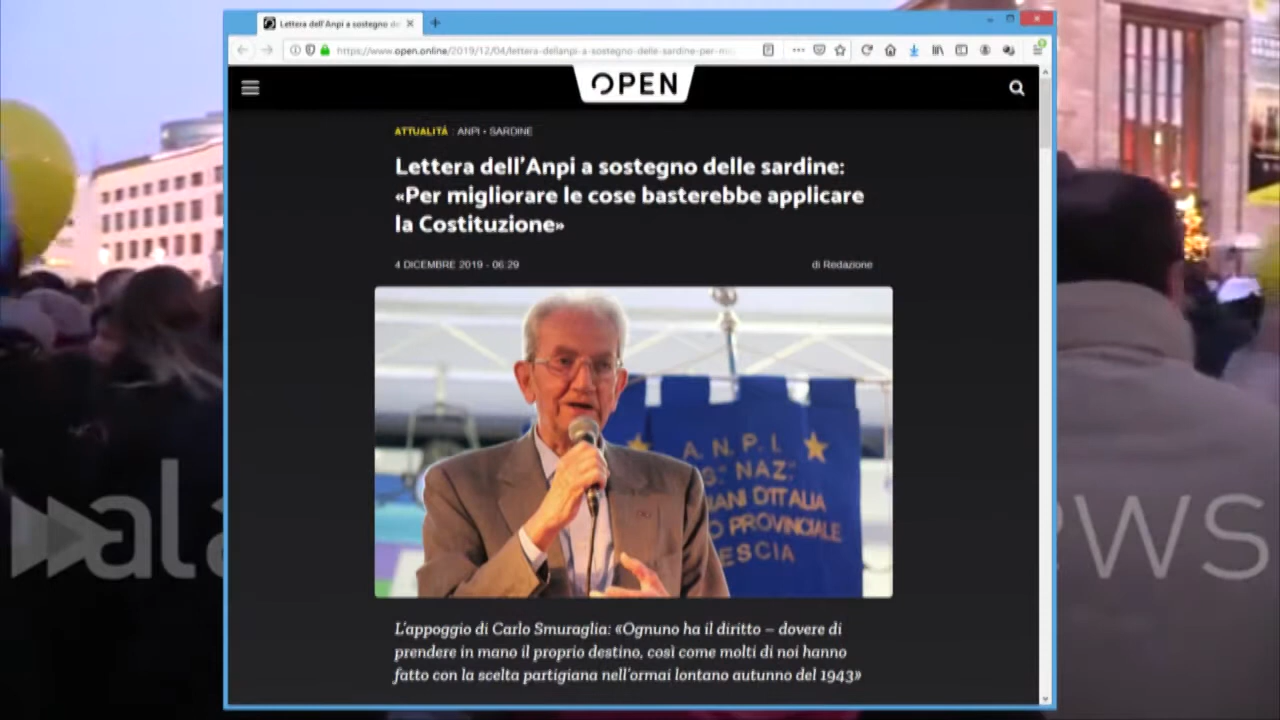 Lettera dell'Anpi a sostegno de
https://www.open.online/2019/12/04/lettera-dellanpi-a-sostegno-delle-sardine-per-mi
OPEN
ATTUALITÀ ANPI • SARDINE
Lettera dell'Anpi a sostegno delle sardine:
«Per migliorare le cose basterebbe applicare
la Costituzione»
4 DICEMBRE 2019 - 06:29
di Redazione
A. N. P. I.
NAZ.
IANI D'ITALIA
O PROVINCIALE
ESCIA
L'appoggio di Carlo Smuraglia: «Ognuno ha il diritto – dovere di
prendere in mano il proprio destino, così come molti di noi hanno
fatto con la scelta partigiana nell'ormai lontano autunno del 1943»
ala
ews